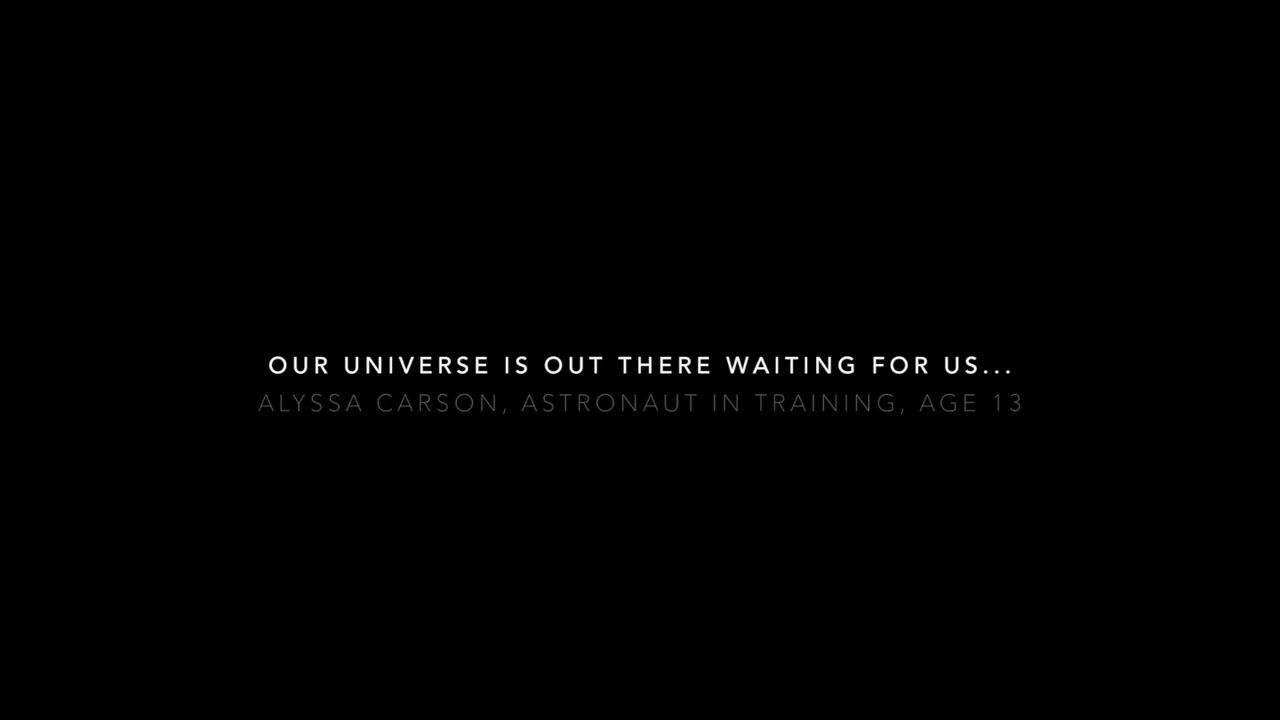 OUR UNIVERSE IS OUT THERE WAITING FOR US...
ALYSSA CARSON, ASTRONAUT IN TRAINING, AGE 13